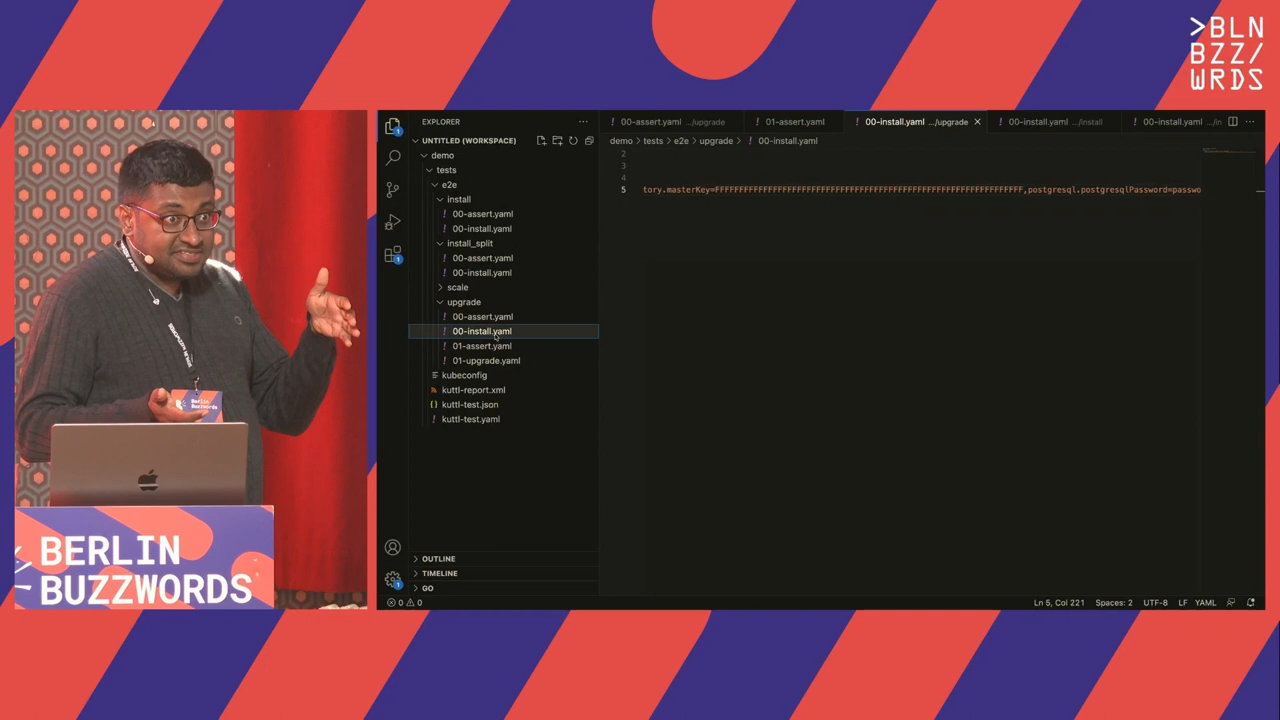 >BLN
BZZ/
WRDS
EXPLORER
UNTITLED (WORKSPACE)
demo
tests
e2e
install
00-assert.yaml
00-install.yaml
install_split
00-assert.yaml
00-install.yaml
scale
upgrade
00-assert.yaml
00-install.yaml
01-assert.yaml
01-upgrade.yaml
kubeconfig
kuttl-report.xml
kuttl-test.json
kuttl-test.yaml
OUTLINE
TIMELINE
GO
00-assert.yaml .../upgrade 01-assert.yaml 00-install.yaml .../upgrade 00-install.yaml .../install 00-install.yaml .../in
demo > tests > e2e > upgrade > 00-install.yaml
2
3
4
5 tory.masterKey=FFFFFFFFFFFFFFFFFFFFFFFFFFFFFFFFFFFFFFFFFFFFFFFFFFFFFFFFFFFFFFFF,postgresql.postgresqlPassword=passwo
0 0 Ln 5, Col 221 Spaces: 2 UTF-8 LF YAML
Berlin
Buzzwords
BERLIN
BUZZWORDS